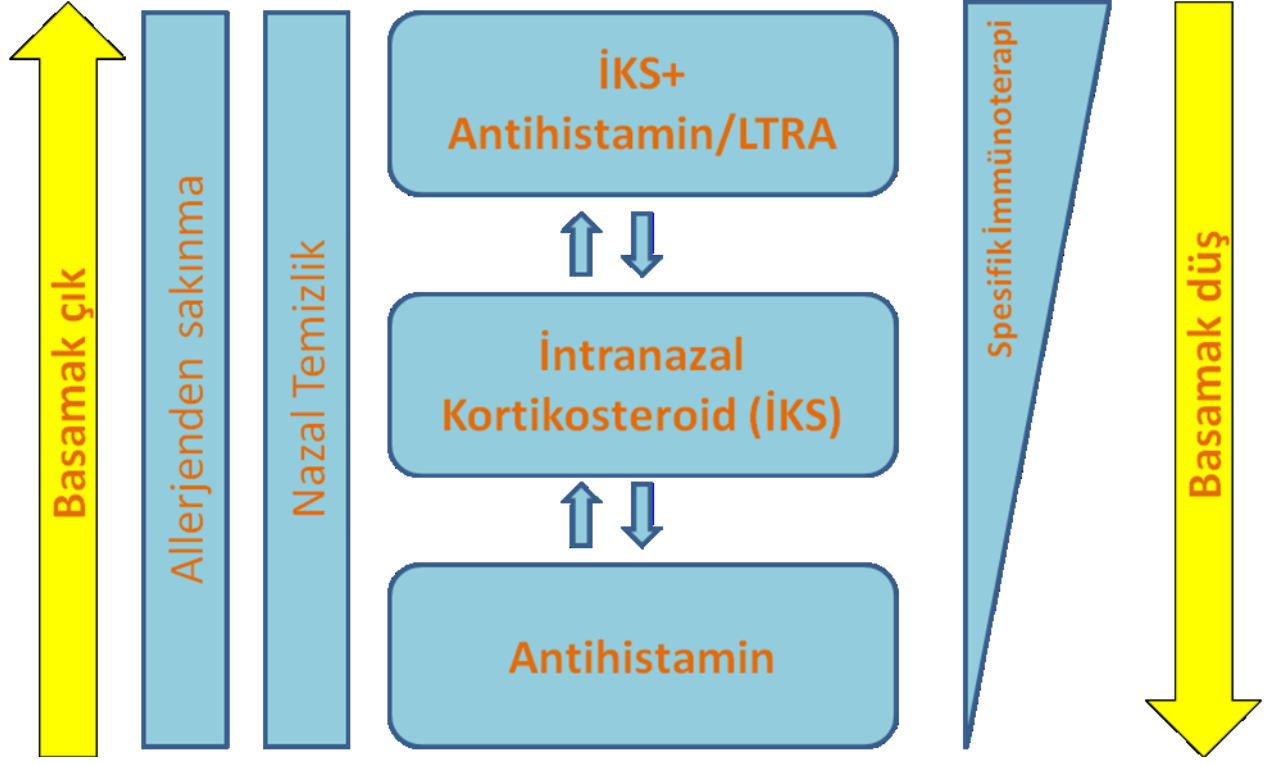 Basamak çık
Allerjenden sakınma
Nazal Temizlik
İKS+
Antihistamin/LTRA
İntranazal
Kortikosteroid (İKS)
Antihistamin
Spesifik İmmünoterapi
Basamak düş